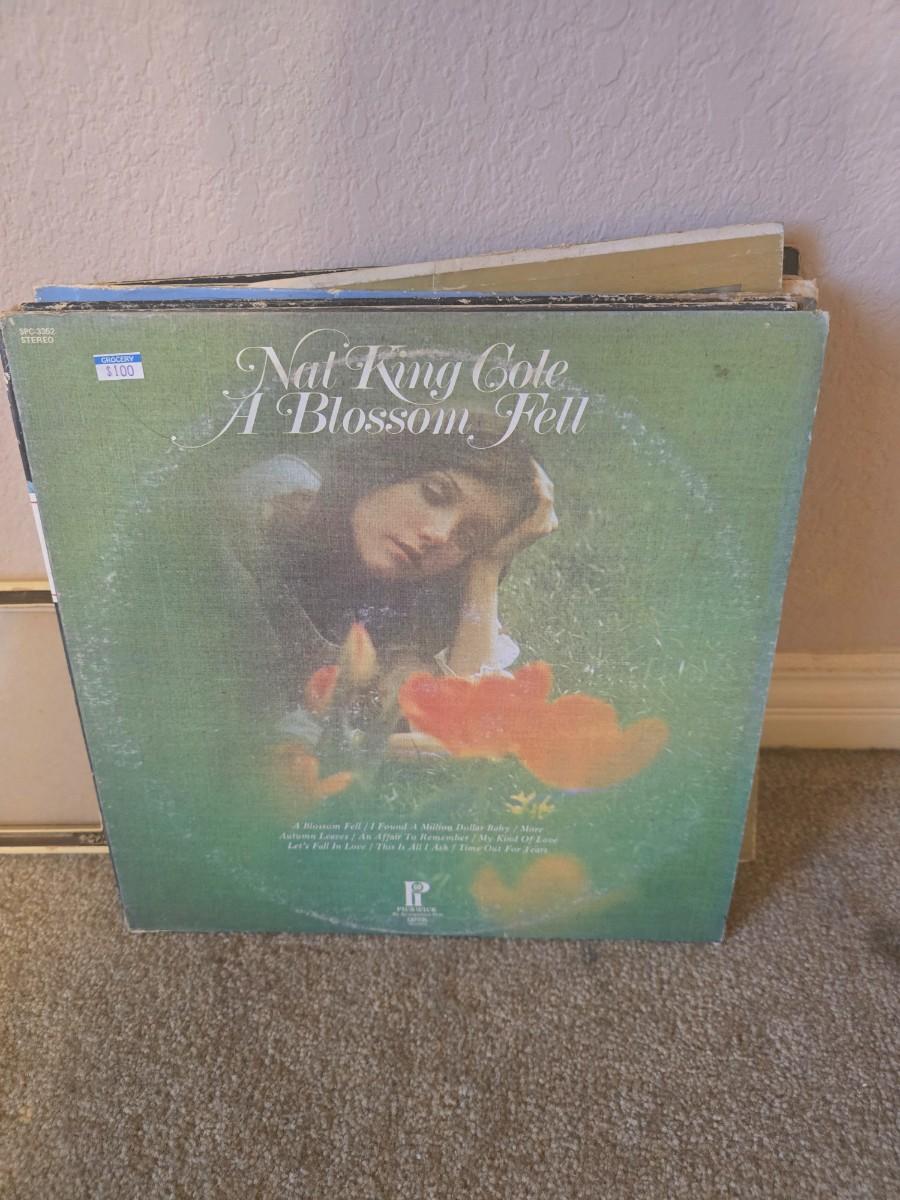 SPC-3352
STEREO
GROCERY
$100
Nat King Cole
A Blossom Fell
A Blossom Fell / I Found A Million Dollar Baby / More
Autumn Leaves / An Affair To Remember / My Kind Of Love
Let's Fall In Love / This Is All I Ask / Time Out For Tears
PICKWICK
CAPITOL